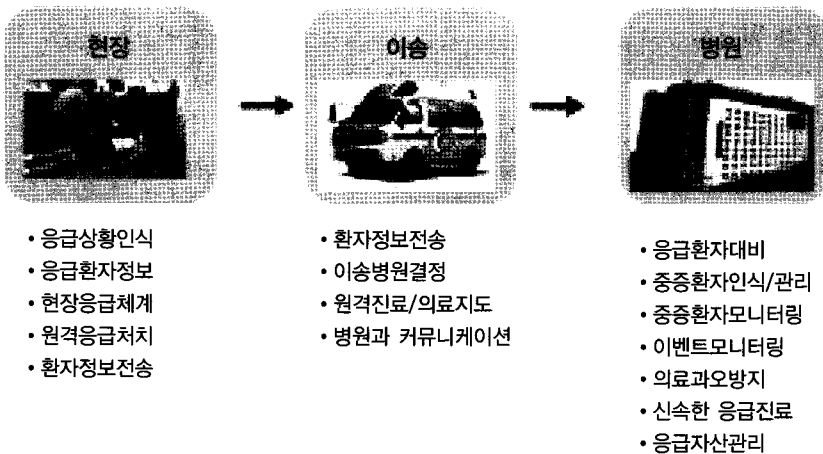 현장
이송
병원
• 응급상황인식
• 응급환자정보
• 현장응급체계
• 원격응급처치
• 환자정보전송
• 환자정보전송
• 이송병원결정
• 원격진료/의료지도
• 병원과 커뮤니케이션
• 응급환자대비
• 중증환자인식/관리
• 중증환자모니터링
• 이벤트모니터링
• 의료과오방지
• 신속한 응급진료
• 응급자산관리